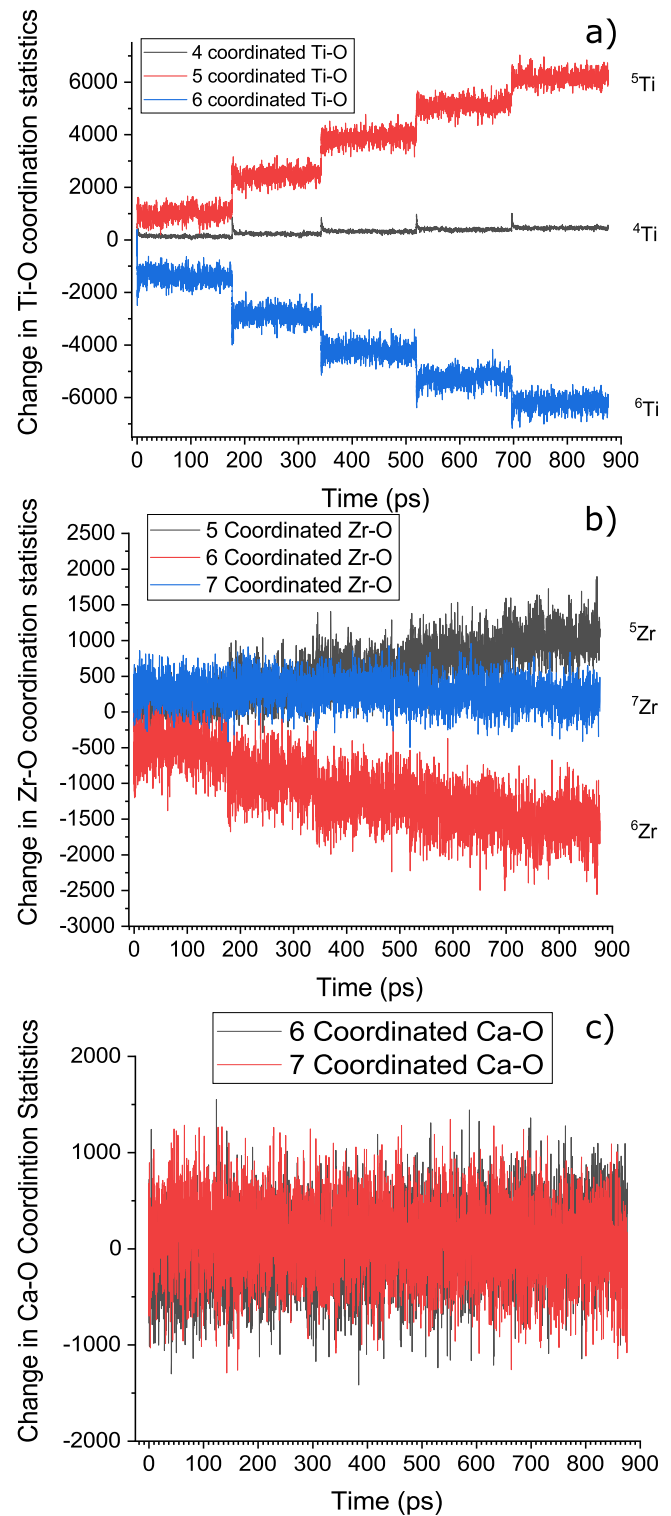 a)
4 coordinated Ti-O
5 coordinated Ti-O
6 coordinated Ti-O
Change in Ti-O coordination statistics
6000
4000
2000
0
-2000
-4000
-6000
⁵Ti
⁴Ti
⁶Ti
0 100 200 300 400 500 600 700 800 900
Time (ps)
b)
5 Coordinated Zr-O
6 Coordinated Zr-O
7 Coordinated Zr-O
Change in Zr-O coordination statistics
2500
2000
1500
1000
500
0
-500
-1000
-1500
-2000
-2500
-3000
⁵Zr
⁷Zr
⁶Zr
0 100 200 300 400 500 600 700 800 900
Time (ps)
c)
6 Coordinated Ca-O
7 Coordinated Ca-O
Change in Ca-O Coordintion Statistics
2000
1000
0
-1000
-2000
0 100 200 300 400 500 600 700 800 900
Time (ps)